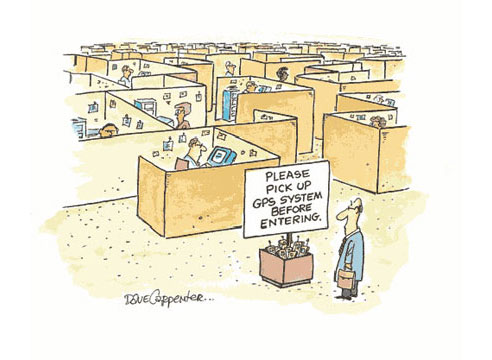 PLEASE
PICK UP
GPS SYSTEM
BEFORE
ENTERING.
DAVE CARPENTER...